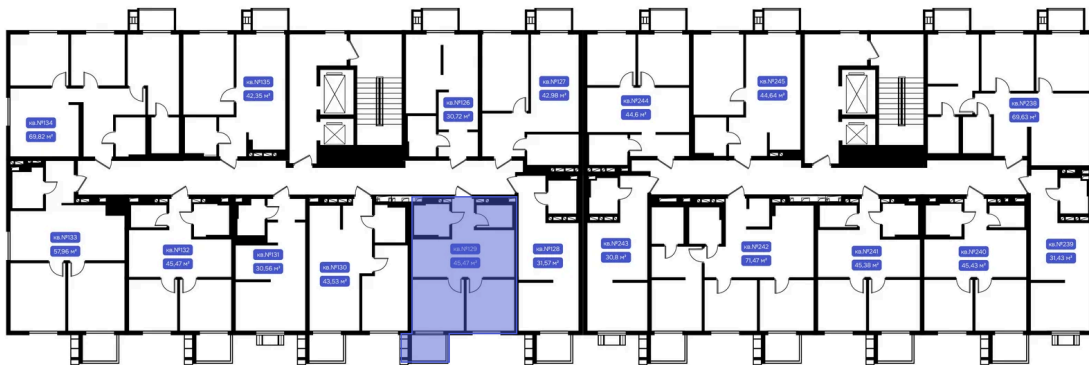 кв.№135
42,35 м²
кв.№126
30,72 м²
кв.№127
42,98 м²
кв.№244
44,6 м²
кв.№245
44,64 м²
кв.№238
69,63 м²
кв.№134
69,82 м²
кв.№133
57,96 м²
кв.№132
45,47 м²
кв.№131
30,56 м²
кв.№130
43,53 м²
кв.№129
45,47 м²
кв.№128
31,57 м²
кв.№243
30,8 м²
кв.№242
71,47 м²
кв.№241
45,38 м²
кв.№240
45,43 м²
кв.№239
31,43 м²